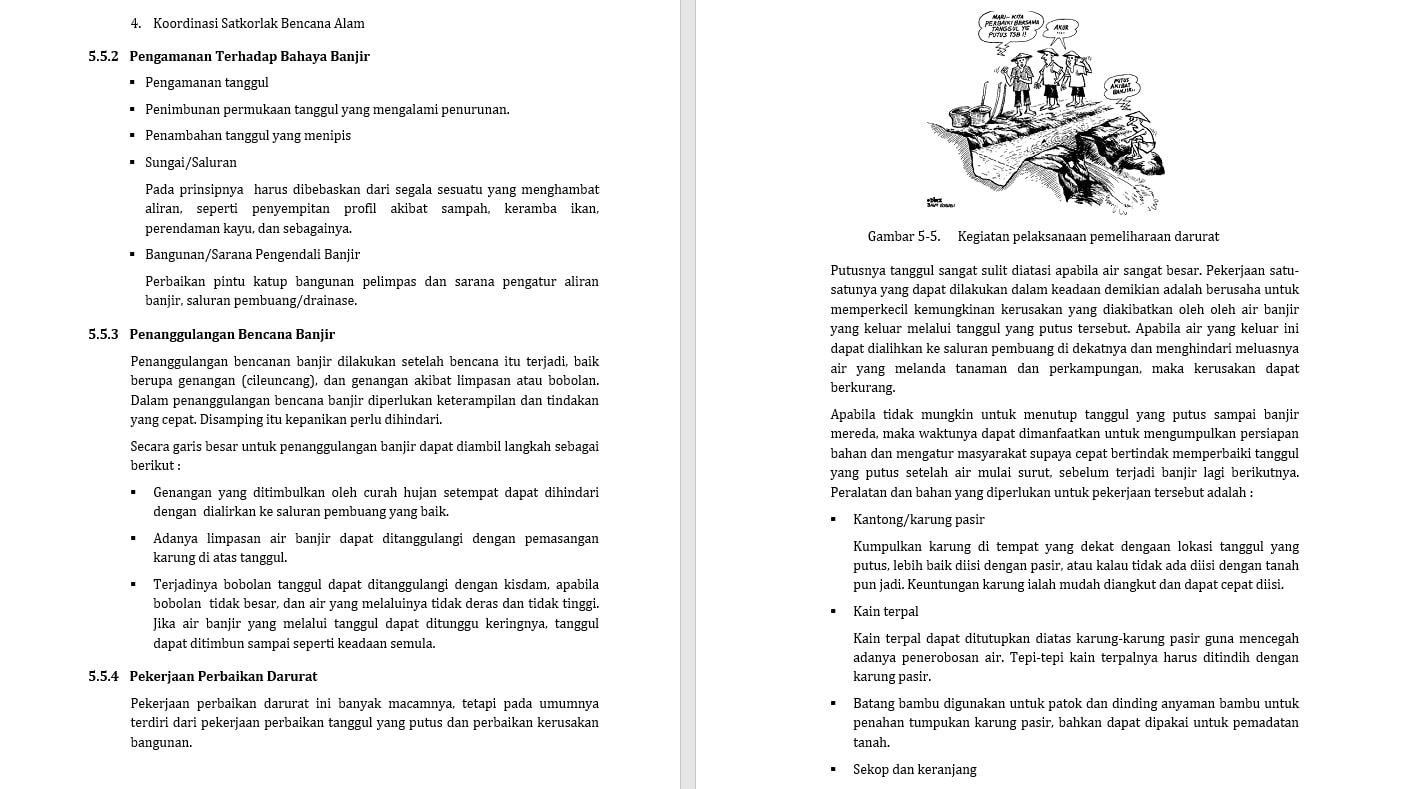 4. Koordinasi Satkorlak Bencana Alam
5.5.2 Pengamanan Terhadap Bahaya Banjir
▪ Pengamanan tanggul
▪ Penimbunan permukaan tanggul yang mengalami penurunan.
▪ Penambahan tanggul yang menipis
▪ Sungai/Saluran
Pada prinsipnya harus dibebaskan dari segala sesuatu yang menghambat
aliran, seperti penyempitan profil akibat sampah, keramba ikan,
perendaman kayu, dan sebagainya.
▪ Bangunan/Sarana Pengendali Banjir
Perbaikan pintu katup bangunan pelimpas dan sarana pengatur aliran
banjir, saluran pembuang/drainase.
5.5.3 Penanggulangan Bencana Banjir
Penanggulangan bencanan banjir dilakukan setelah bencana itu terjadi, baik
berupa genangan (cileuncang), dan genangan akibat limpasan atau bobolan.
Dalam penanggulangan bencana banjir diperlukan keterampilan dan tindakan
yang cepat. Disamping itu kepanikan perlu dihindari.
Secara garis besar untuk penanggulangan banjir dapat diambil langkah sebagai
berikut :
▪ Genangan yang ditimbulkan oleh curah hujan setempat dapat dihindari
dengan dialirkan ke saluran pembuang yang baik.
▪ Adanya limpasan air banjir dapat ditanggulangi dengan pemasangan
karung di atas tanggul.
▪ Terjadinya bobolan tanggul dapat ditanggulangi dengan kisdam, apabila
bobolan tidak besar, dan air yang melaluinya tidak deras dan tidak tinggi.
Jika air banjir yang melalui tanggul dapat ditunggu keringnya, tanggul
dapat ditimbun sampai seperti keadaan semula.
5.5.4 Pekerjaan Perbaikan Darurat
Pekerjaan perbaikan darurat ini banyak macamnya, tetapi pada umumnya
terdiri dari pekerjaan perbaikan tanggul yang putus dan perbaikan kerusakan
bangunan.
MARI- KITA
PERBAIKI BERSAMA
TANGGUL YG
PUTUS TSB !!
AKUR
....
PUTUS
AKIBAT
BANJIR..
Gambar 5-5. Kegiatan pelaksanaan pemeliharaan darurat
Putusnya tanggul sangat sulit diatasi apabila air sangat besar. Pekerjaan satu-
satunya yang dapat dilakukan dalam keadaan demikian adalah berusaha untuk
memperkecil kemungkinan kerusakan yang diakibatkan oleh oleh air banjir
yang keluar melalui tanggul yang putus tersebut. Apabila air yang keluar ini
dapat dialihkan ke saluran pembuang di dekatnya dan menghindari meluasnya
air yang melanda tanaman dan perkampungan, maka kerusakan dapat
berkurang.
Apabila tidak mungkin untuk menutup tanggul yang putus sampai banjir
mereda, maka waktunya dapat dimanfaatkan untuk mengumpulkan persiapan
bahan dan mengatur masyarakat supaya cepat bertindak memperbaiki tanggul
yang putus setelah air mulai surut, sebelum terjadi banjir lagi berikutnya.
Peralatan dan bahan yang diperlukan untuk pekerjaan tersebut adalah :
▪ Kantong/karung pasir
Kumpulkan karung di tempat yang dekat dengaan lokasi tanggul yang
putus, lebih baik diisi dengan pasir, atau kalau tidak ada diisi dengan tanah
pun jadi. Keuntungan karung ialah mudah diangkut dan dapat cepat diisi.
▪ Kain terpal
Kain terpal dapat ditutupkan diatas karung-karung pasir guna mencegah
adanya penerobosan air. Tepi-tepi kain terpalnya harus ditindih dengan
karung pasir.
▪ Batang bambu digunakan untuk patok dan dinding anyaman bambu untuk
penahan tumpukan karung pasir, bahkan dapat dipakai untuk pemadatan
tanah.
▪ Sekop dan keranjang